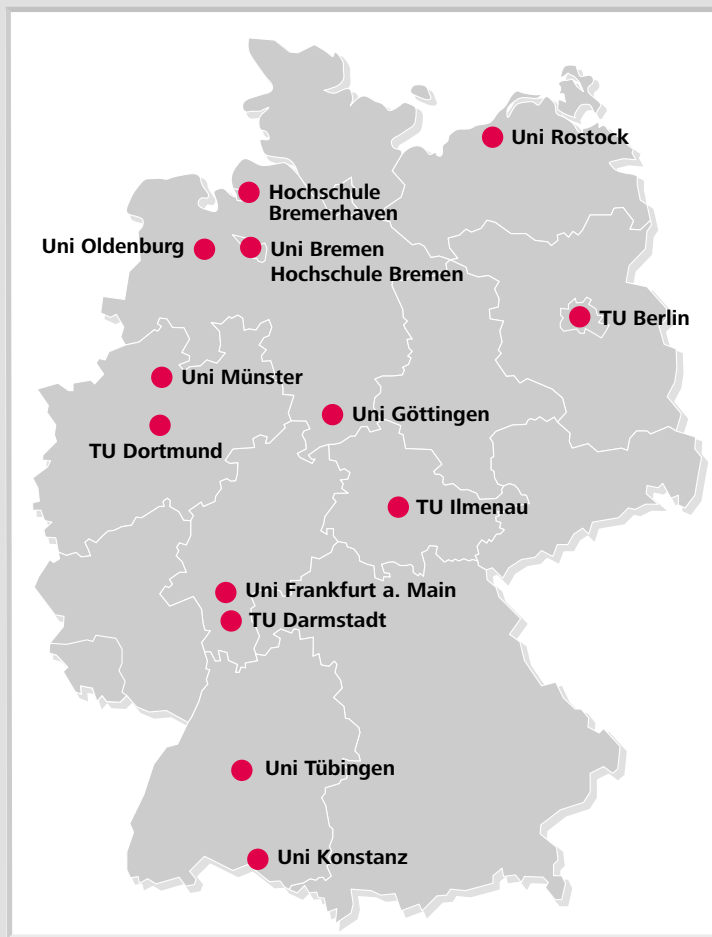 Uni Rostock
Hochschule
Bremerhaven
Uni Oldenburg
Uni Bremen
Hochschule Bremen
TU Berlin
Uni Münster
Uni Göttingen
TU Dortmund
TU Ilmenau
Uni Frankfurt a. Main
TU Darmstadt
Uni Tübingen
Uni Konstanz